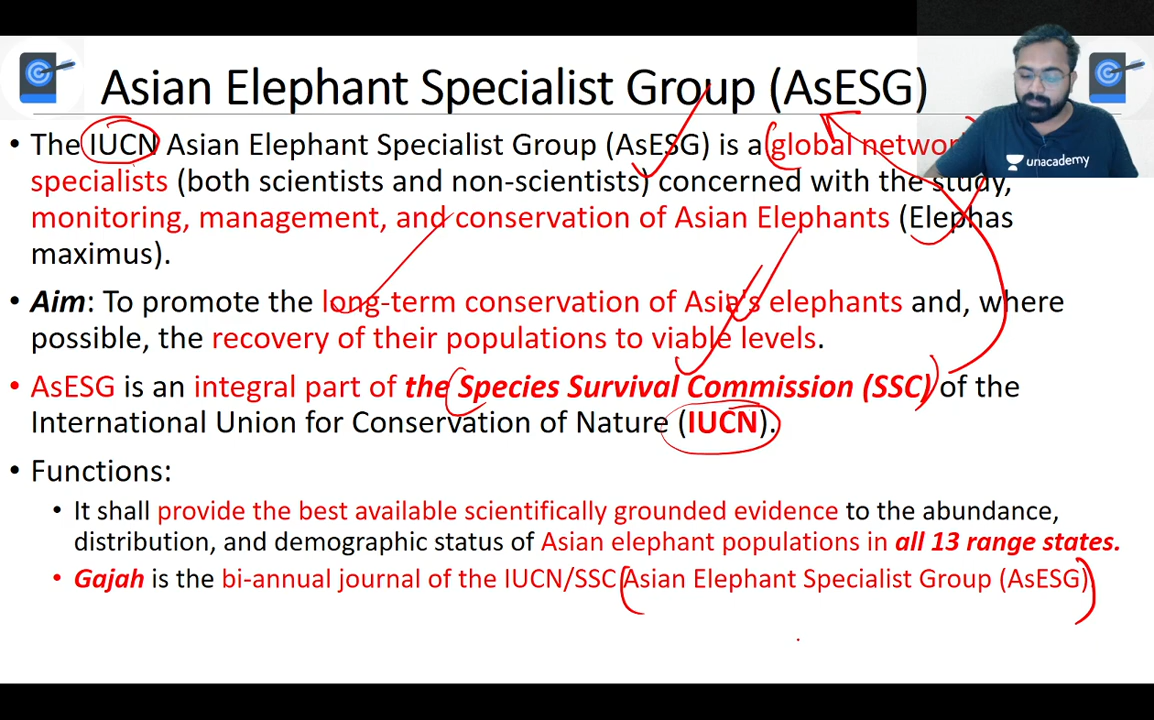 Asian Elephant Specialist Group (AsESG)
• The IUCN Asian Elephant Specialist Group (AsESG) is a global
specialists (both scientists and non-scientists) concerned with the study,
monitoring, management, and conservation of Asian Elephants (Elephas
maximus).
• Aim: To promote the long-term conservation of Asia's elephants and, where
possible, the recovery of their populations to viable levels.
• AsESG is an integral part of the Species Survival Commission (SSC) of the
International Union for Conservation of Nature (IUCN).
• Functions:
• It shall provide the best available scientifically grounded evidence to the abundance,
distribution, and demographic status of Asian elephant populations in all 13 range states.
• Gajah is the bi-annual journal of the IUCN/SSC Asian Elephant Specialist Group (AsESG)
unacademy